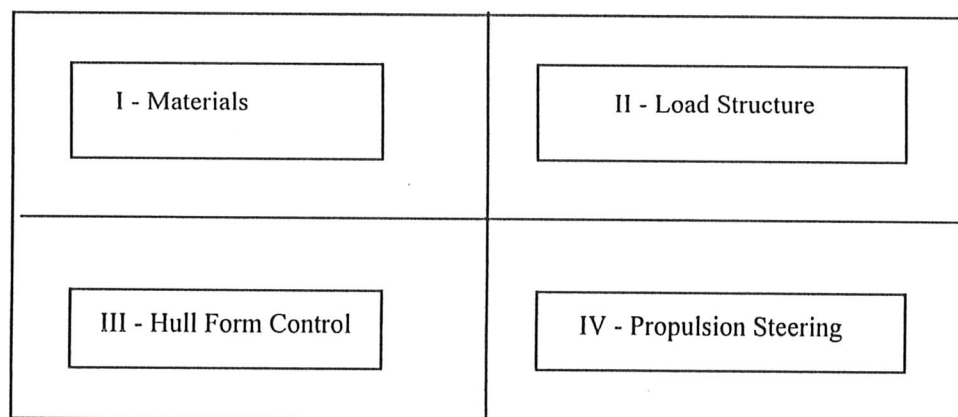 I - Materials
II - Load Structure
III - Hull Form Control
IV - Propulsion Steering